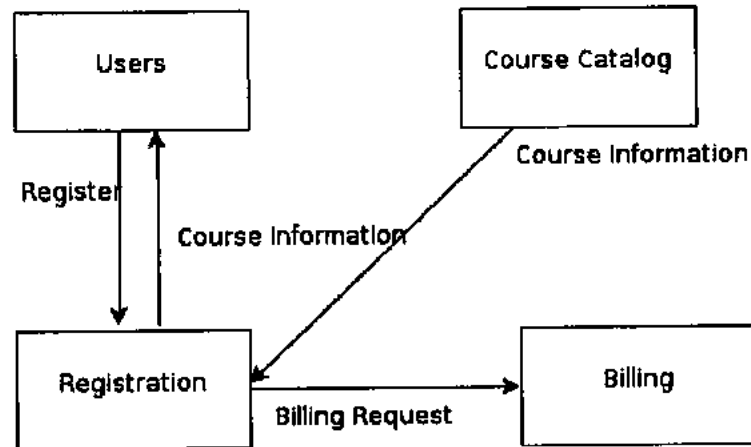 Users
Course Catalog
Course Information
Register
Course Information
Registration
Billing
Billing Request